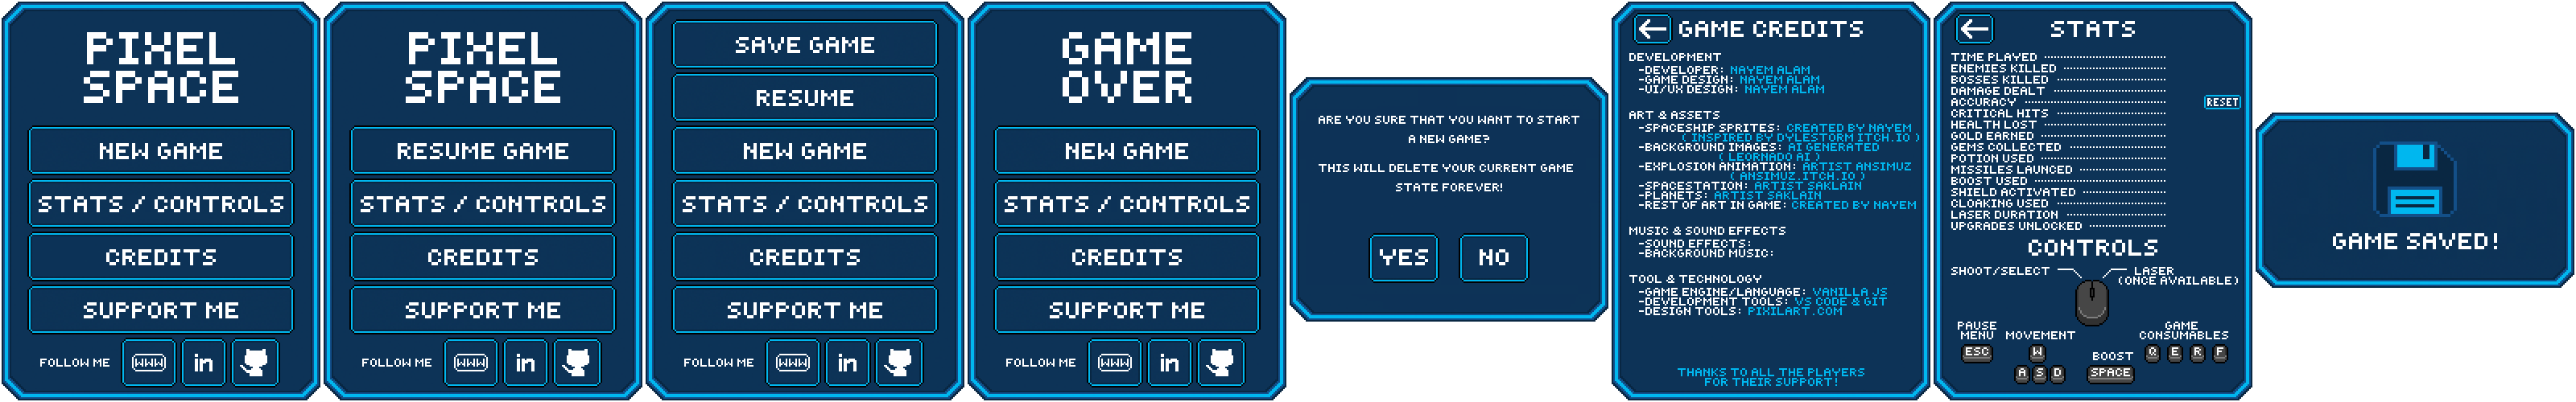 PIXEL
SPACE
NEW GAME
STATS / CONTROLS
CREDITS
SUPPORT ME
FOLLOW ME
WWW
in
PIXEL
SPACE
RESUME GAME
STATS / CONTROLS
CREDITS
SUPPORT ME
FOLLOW ME
WWW
in
SAVE GAME
RESUME
NEW GAME
STATS / CONTROLS
CREDITS
SUPPORT ME
FOLLOW ME
WWW
in
GAME
OVER
NEW GAME
STATS / CONTROLS
CREDITS
SUPPORT ME
FOLLOW ME
WWW
in
ARE YOU SURE THAT YOU WANT TO START
A NEW GAME?
THIS WILL DELETE YOUR CURRENT GAME
STATE FOREVER!
YES NO
GAME CREDITS
DEVELOPMENT
-DEVELOPER: NAYEM ALAM
-GAME DESIGN: NAYEM ALAM
-UI/UX DESIGN: NAYEM ALAM
ART & ASSETS
-SPACESHIP SPRITES: CREATED BY NAYEM
( INSPIRED BY DYLESTORM ITCH.IO )
-BACKGROUND IMAGES: AI GENERATED
( LEORNADO AI )
-EXPLOSION ANIMATION: ARTIST ANSIMUZ
( ANSIMUZ.ITCH.IO )
-SPACESTATION: ARTIST SAKLAIN
-PLANETS: ARTIST SAKLAIN
-REST OF ART IN GAME: CREATED BY NAYEM
MUSIC & SOUND EFFECTS
-SOUND EFFECTS:
-BACKGROUND MUSIC:
TOOL & TECHNOLOGY
-GAME ENGINE/LANGUAGE: VANILLA JS
-DEVELOPMENT TOOLS: VS CODE & GIT
-DESIGN TOOLS: PIXILART.COM
THANKS TO ALL THE PLAYERS
FOR THEIR SUPPORT!
STATS
TIME PLAYED
ENEMIES KILLED
BOSSES KILLED
DAMAGE DEALT
ACCURACY
RESET
CRITICAL HITS
HEALTH LOST
GOLD EARNED
GEMS COLLECTED
POTION USED
MISSILES LAUNCED
BOOST USED
SHIELD ACTIVATED
CLOAKING USED
LASER DURATION
UPGRADES UNLOCKED
CONTROLS
SHOOT/SELECT
LASER
(ONCE AVAILABLE)
PAUSE
MENU
ESC
MOVEMENT
W
A S D
BOOST
SPACE
GAME
CONSUMABLES
Q E R F
GAME SAVED!